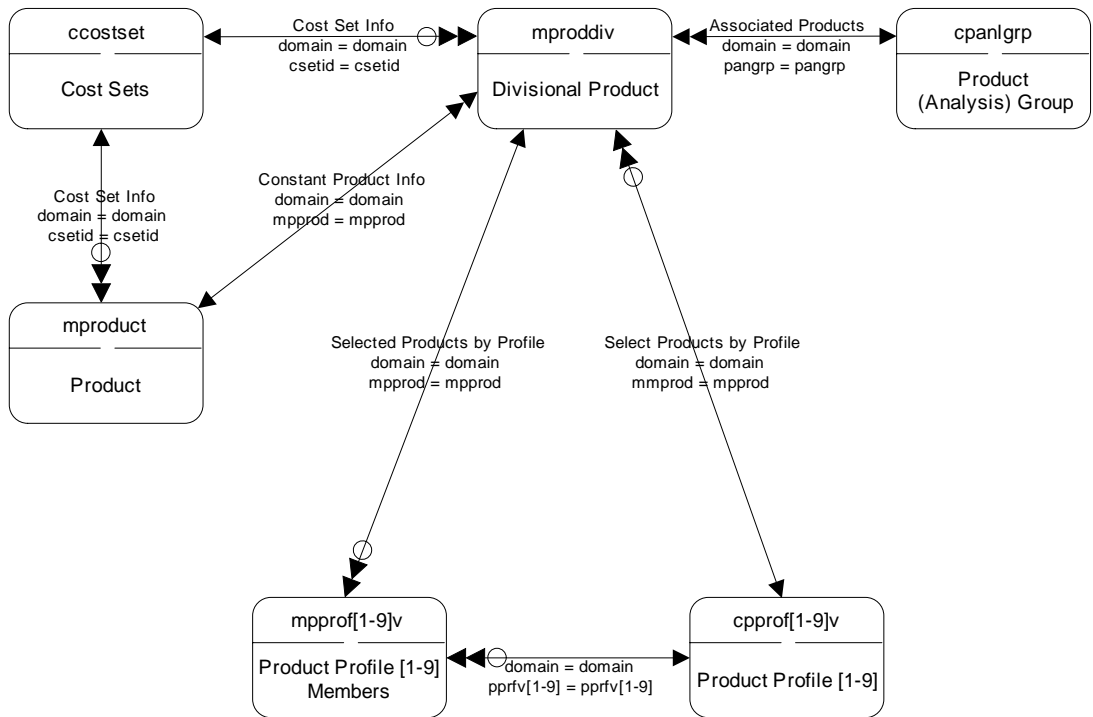 ccostset
Cost Sets
Cost Set Info
domain = domain
csetid = csetid
mproddiv
Divisional Product
Associated Products
domain = domain
pangrp = pangrp
cpanlgrp
Product
(Analysis) Group
Cost Set Info
domain = domain
csetid = csetid
Constant Product Info
domain = domain
mpprod = mpprod
mproduct
Product
Selected Products by Profile
domain = domain
mpprod = mpprod
Select Products by Profile
domain = domain
mmprod = mpprod
mpprof[1-9]v
Product Profile [1-9]
Members
domain = domain
pprfv[1-9] = pprfv[1-9]
cpprof[1-9]v
Product Profile [1-9]